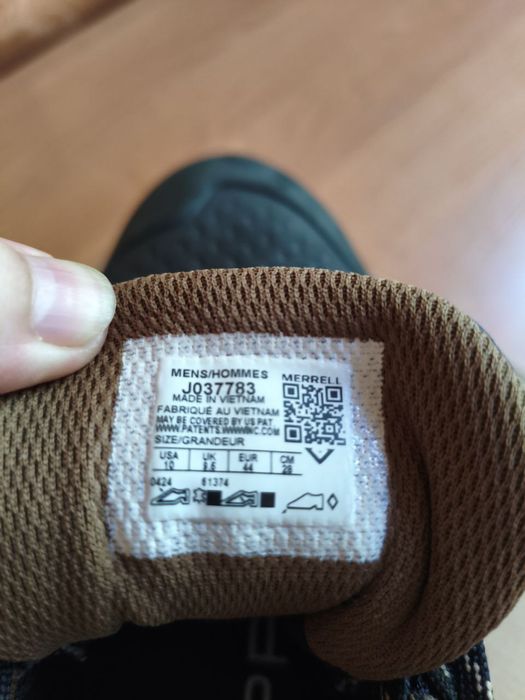 MENS/HOMMES
MERRELL
J037783
MADE IN VIETNAM
FABRIQUÉ AU VIETNAM
MAY BE COVERED BY US PAT
SIZE/GRANDEUR
USA UK EUR CM
10 9.5 44 28
0424 61374